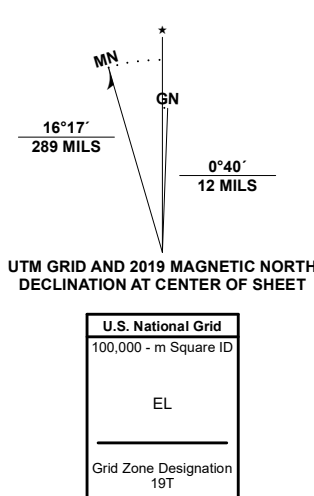 ★
MN
GN
16°17´
289 MILS
0°40´
12 MILS
UTM GRID AND 2019 MAGNETIC NORTH
DECLINATION AT CENTER OF SHEET
U.S. National Grid
100,000 - m Square ID
EL
Grid Zone Designation
19T